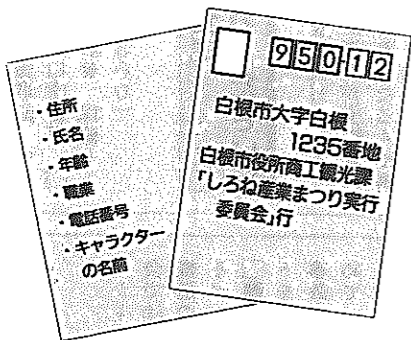 ・住所
・氏名
・年齢
・職業
・電話番号
・キャラクター
の名前
950-12
白根市大字白根
1235番地
白根市役所商工観光課
「しろね産業まつり実行
委員会」行